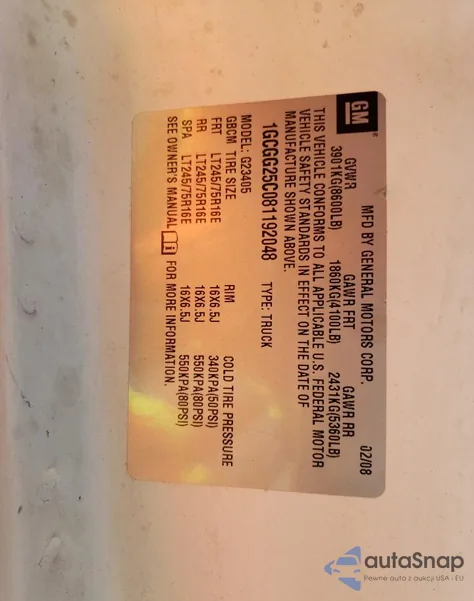 GM
MFD BY GENERAL MOTORS CORP. 02/08
GVWR GAWR FRT GAWR RR
3901KG(8600LB) 1860KG(4100LB) 2431KG(5360LB)
THIS VEHICLE CONFORMS TO ALL APPLICABLE U.S. FEDERAL MOTOR
VEHICLE SAFETY STANDARDS IN EFFECT ON THE DATE OF
MANUFACTURE SHOWN ABOVE.
1GCGG25C081192048 TYPE: TRUCK
MODEL: G23405
GBCM TIRE SIZE RIM COLD TIRE PRESSURE
FRT LT245/75R16E 16X6.5J 340KPA(50PSI)
RR LT245/75R16E 16X6.5J 550KPA(80PSI)
SPA LT245/75R16E 16X6.5J 550KPA(80PSI)
SEE OWNER'S MANUAL i FOR MORE INFORMATION.
autaSnap
Pewne auta z aukcji USA - EU